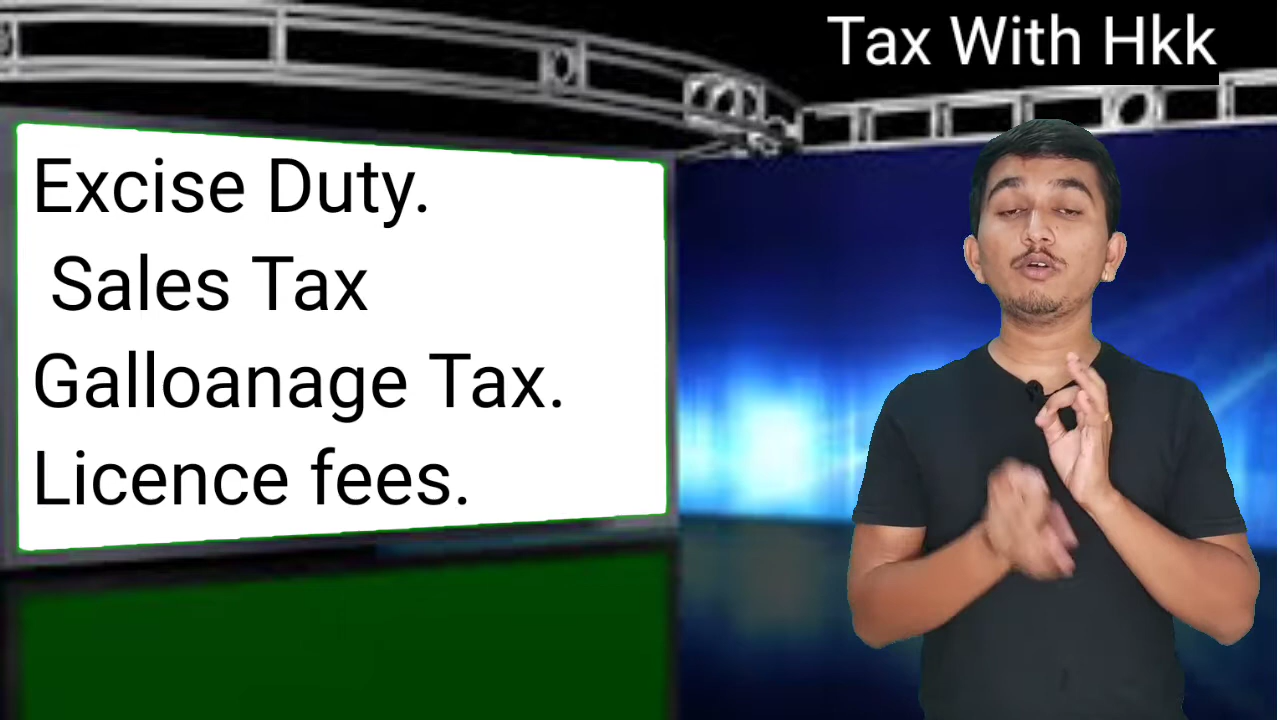 Tax With Hkk
Excise Duty.
Sales Tax
Galloanage Tax.
Licence fees.